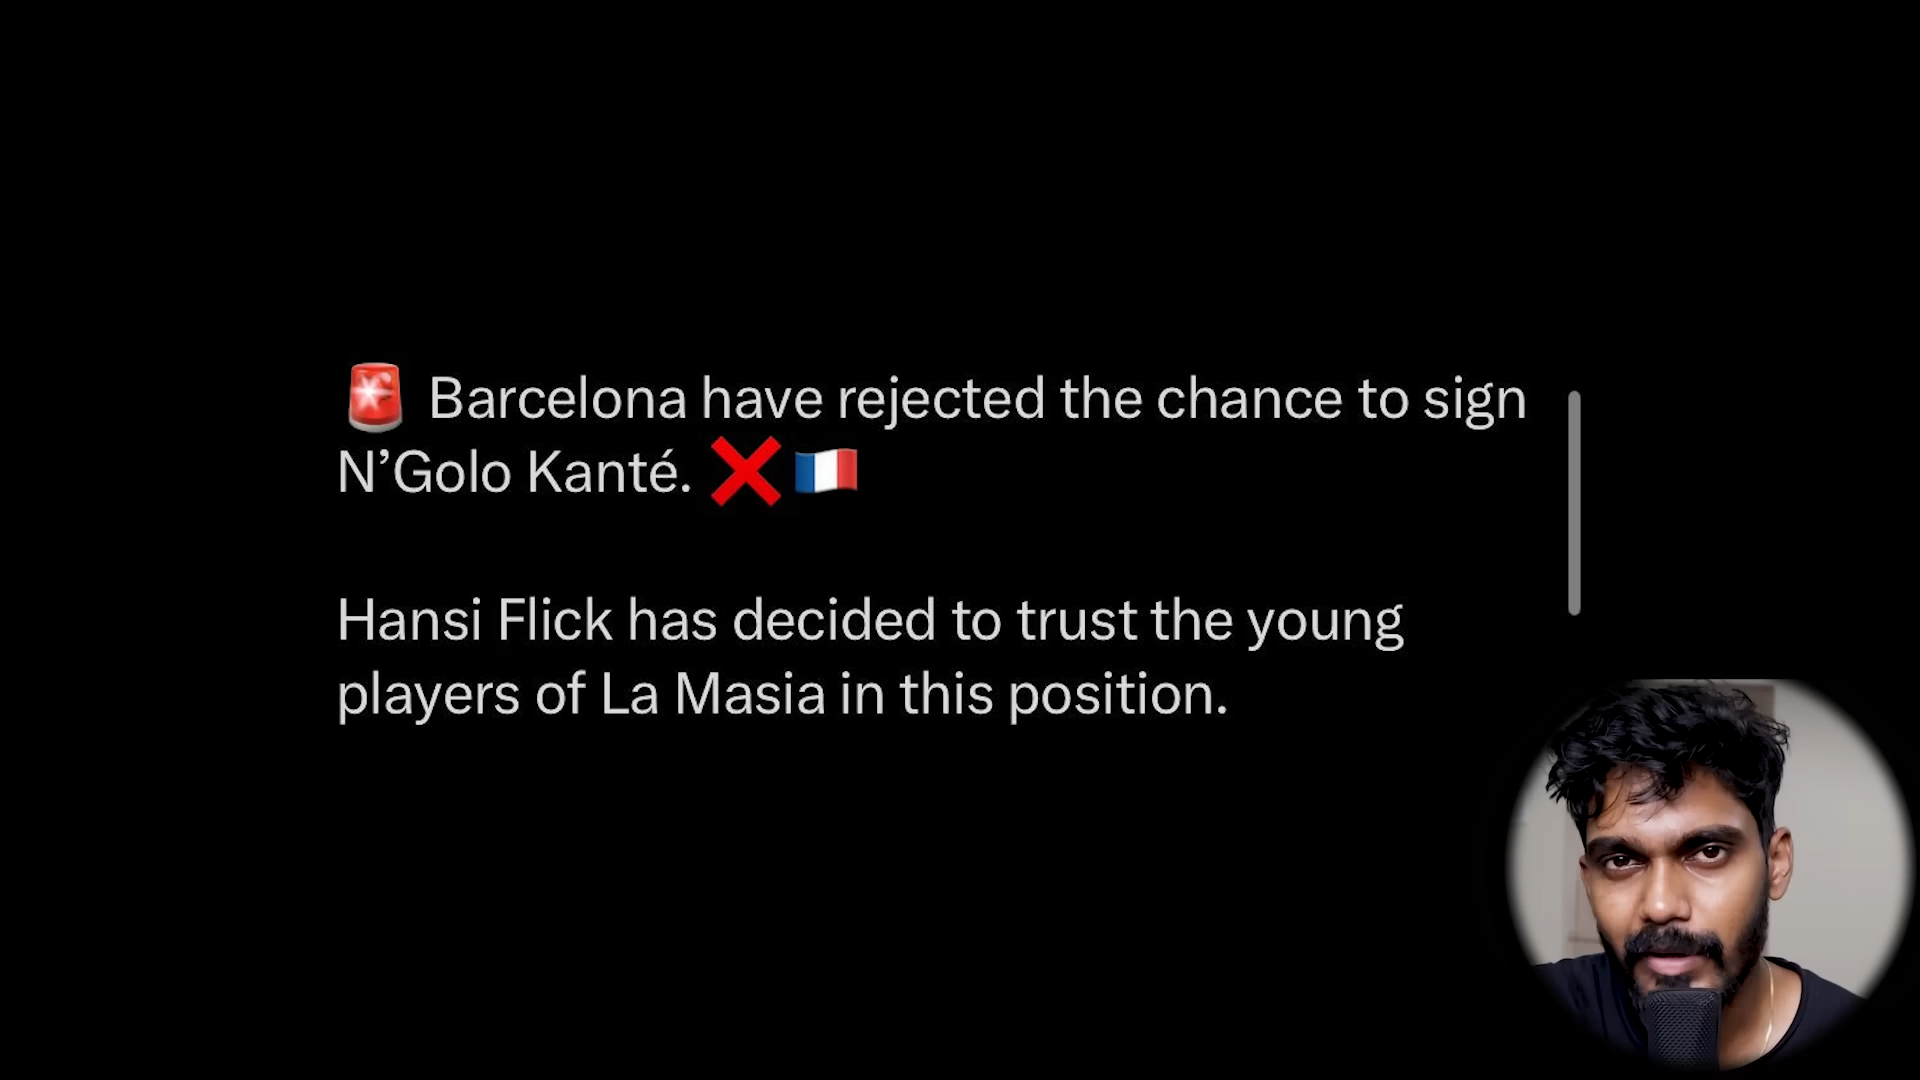 🚨 Barcelona have rejected the chance to sign
N’Golo Kanté. ❌🇫🇷
Hansi Flick has decided to trust the young
players of La Masia in this position.